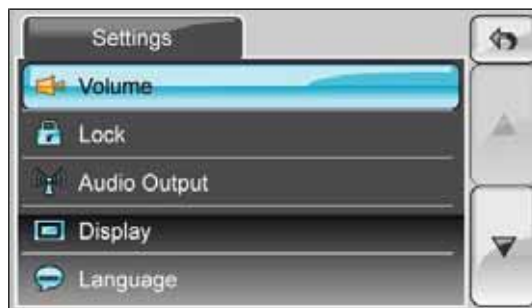 Settings
Volume
Lock
Audio Output
Display
Language